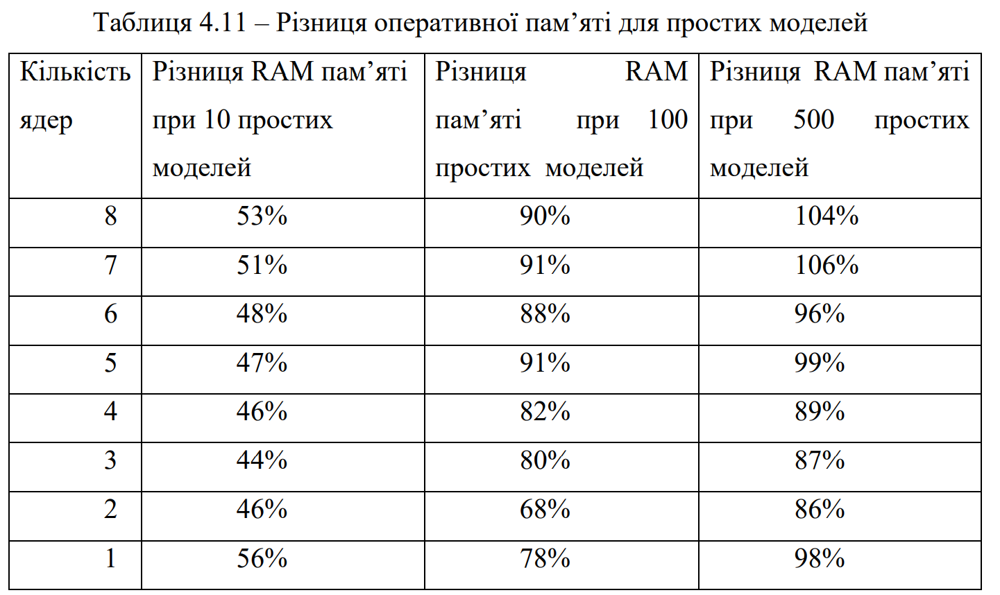 Таблиця 4.11 – Різниця оперативної пам’яті для простих моделей
Кількість ядер
Різниця RAM пам’яті при 10 простих моделей
Різниця RAM пам’яті при 100 простих моделей
Різниця RAM пам’яті при 500 простих моделей
8 53% 90% 104%
7 51% 91% 106%
6 48% 88% 96%
5 47% 91% 99%
4 46% 82% 89%
3 44% 80% 87%
2 46% 68% 86%
1 56% 78% 98%